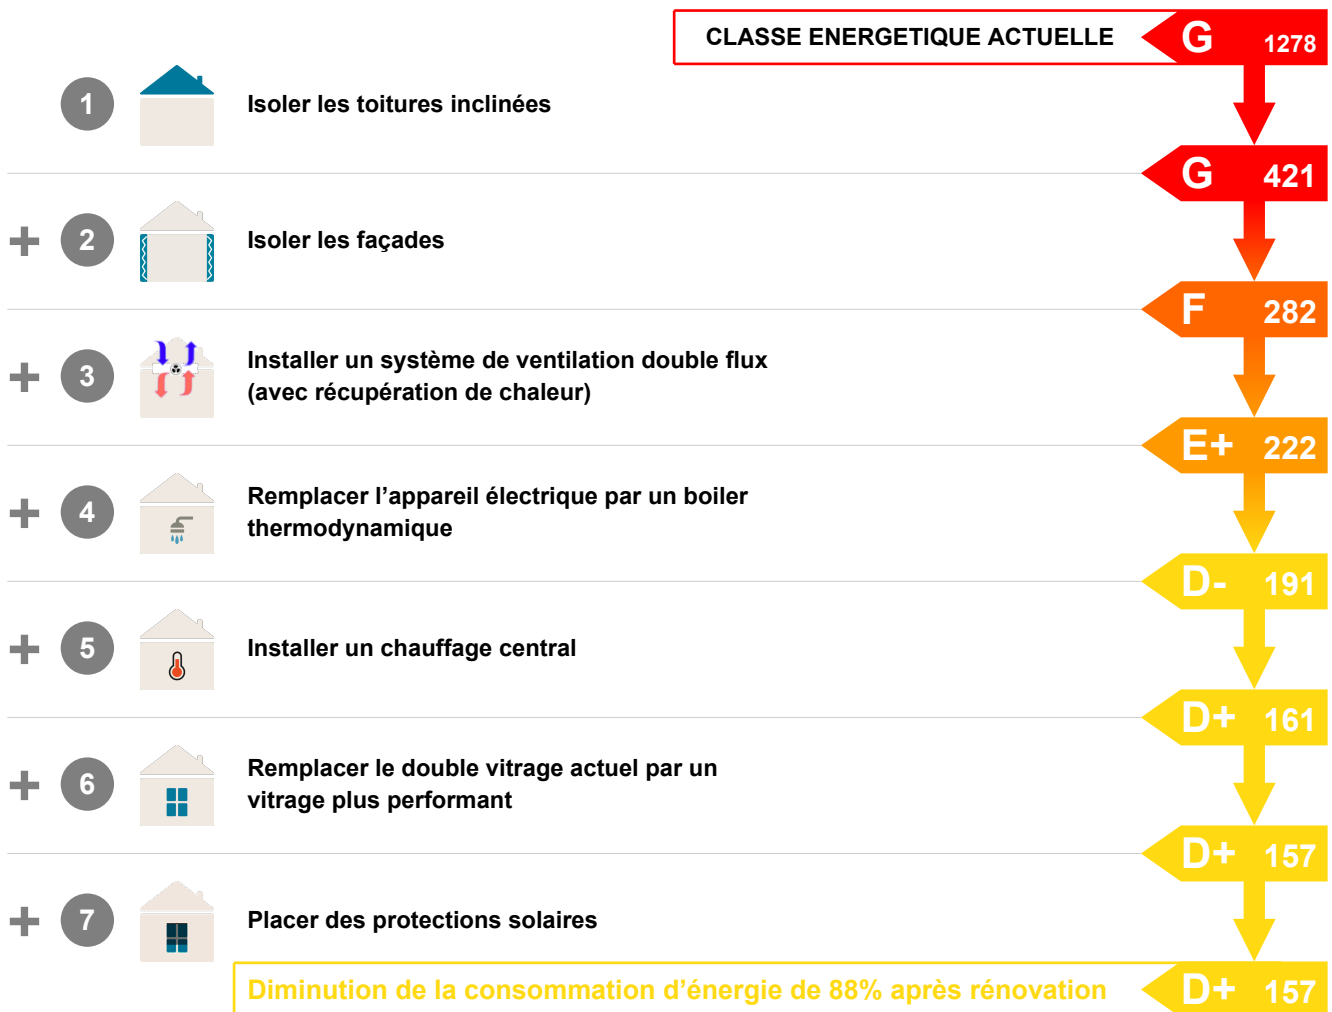 CLASSE ENERGETIQUE ACTUELLE G 1278
1 Isoler les toitures inclinées
G 421
+ 2 Isoler les façades
F 282
+ 3 Installer un système de ventilation double flux
(avec récupération de chaleur)
E+ 222
+ 4 Remplacer l’appareil électrique par un boiler
thermodynamique
D- 191
+ 5 Installer un chauffage central
D+ 161
+ 6 Remplacer le double vitrage actuel par un
vitrage plus performant
D+ 157
+ 7 Placer des protections solaires
Diminution de la consommation d’énergie de 88% après rénovation D+ 157